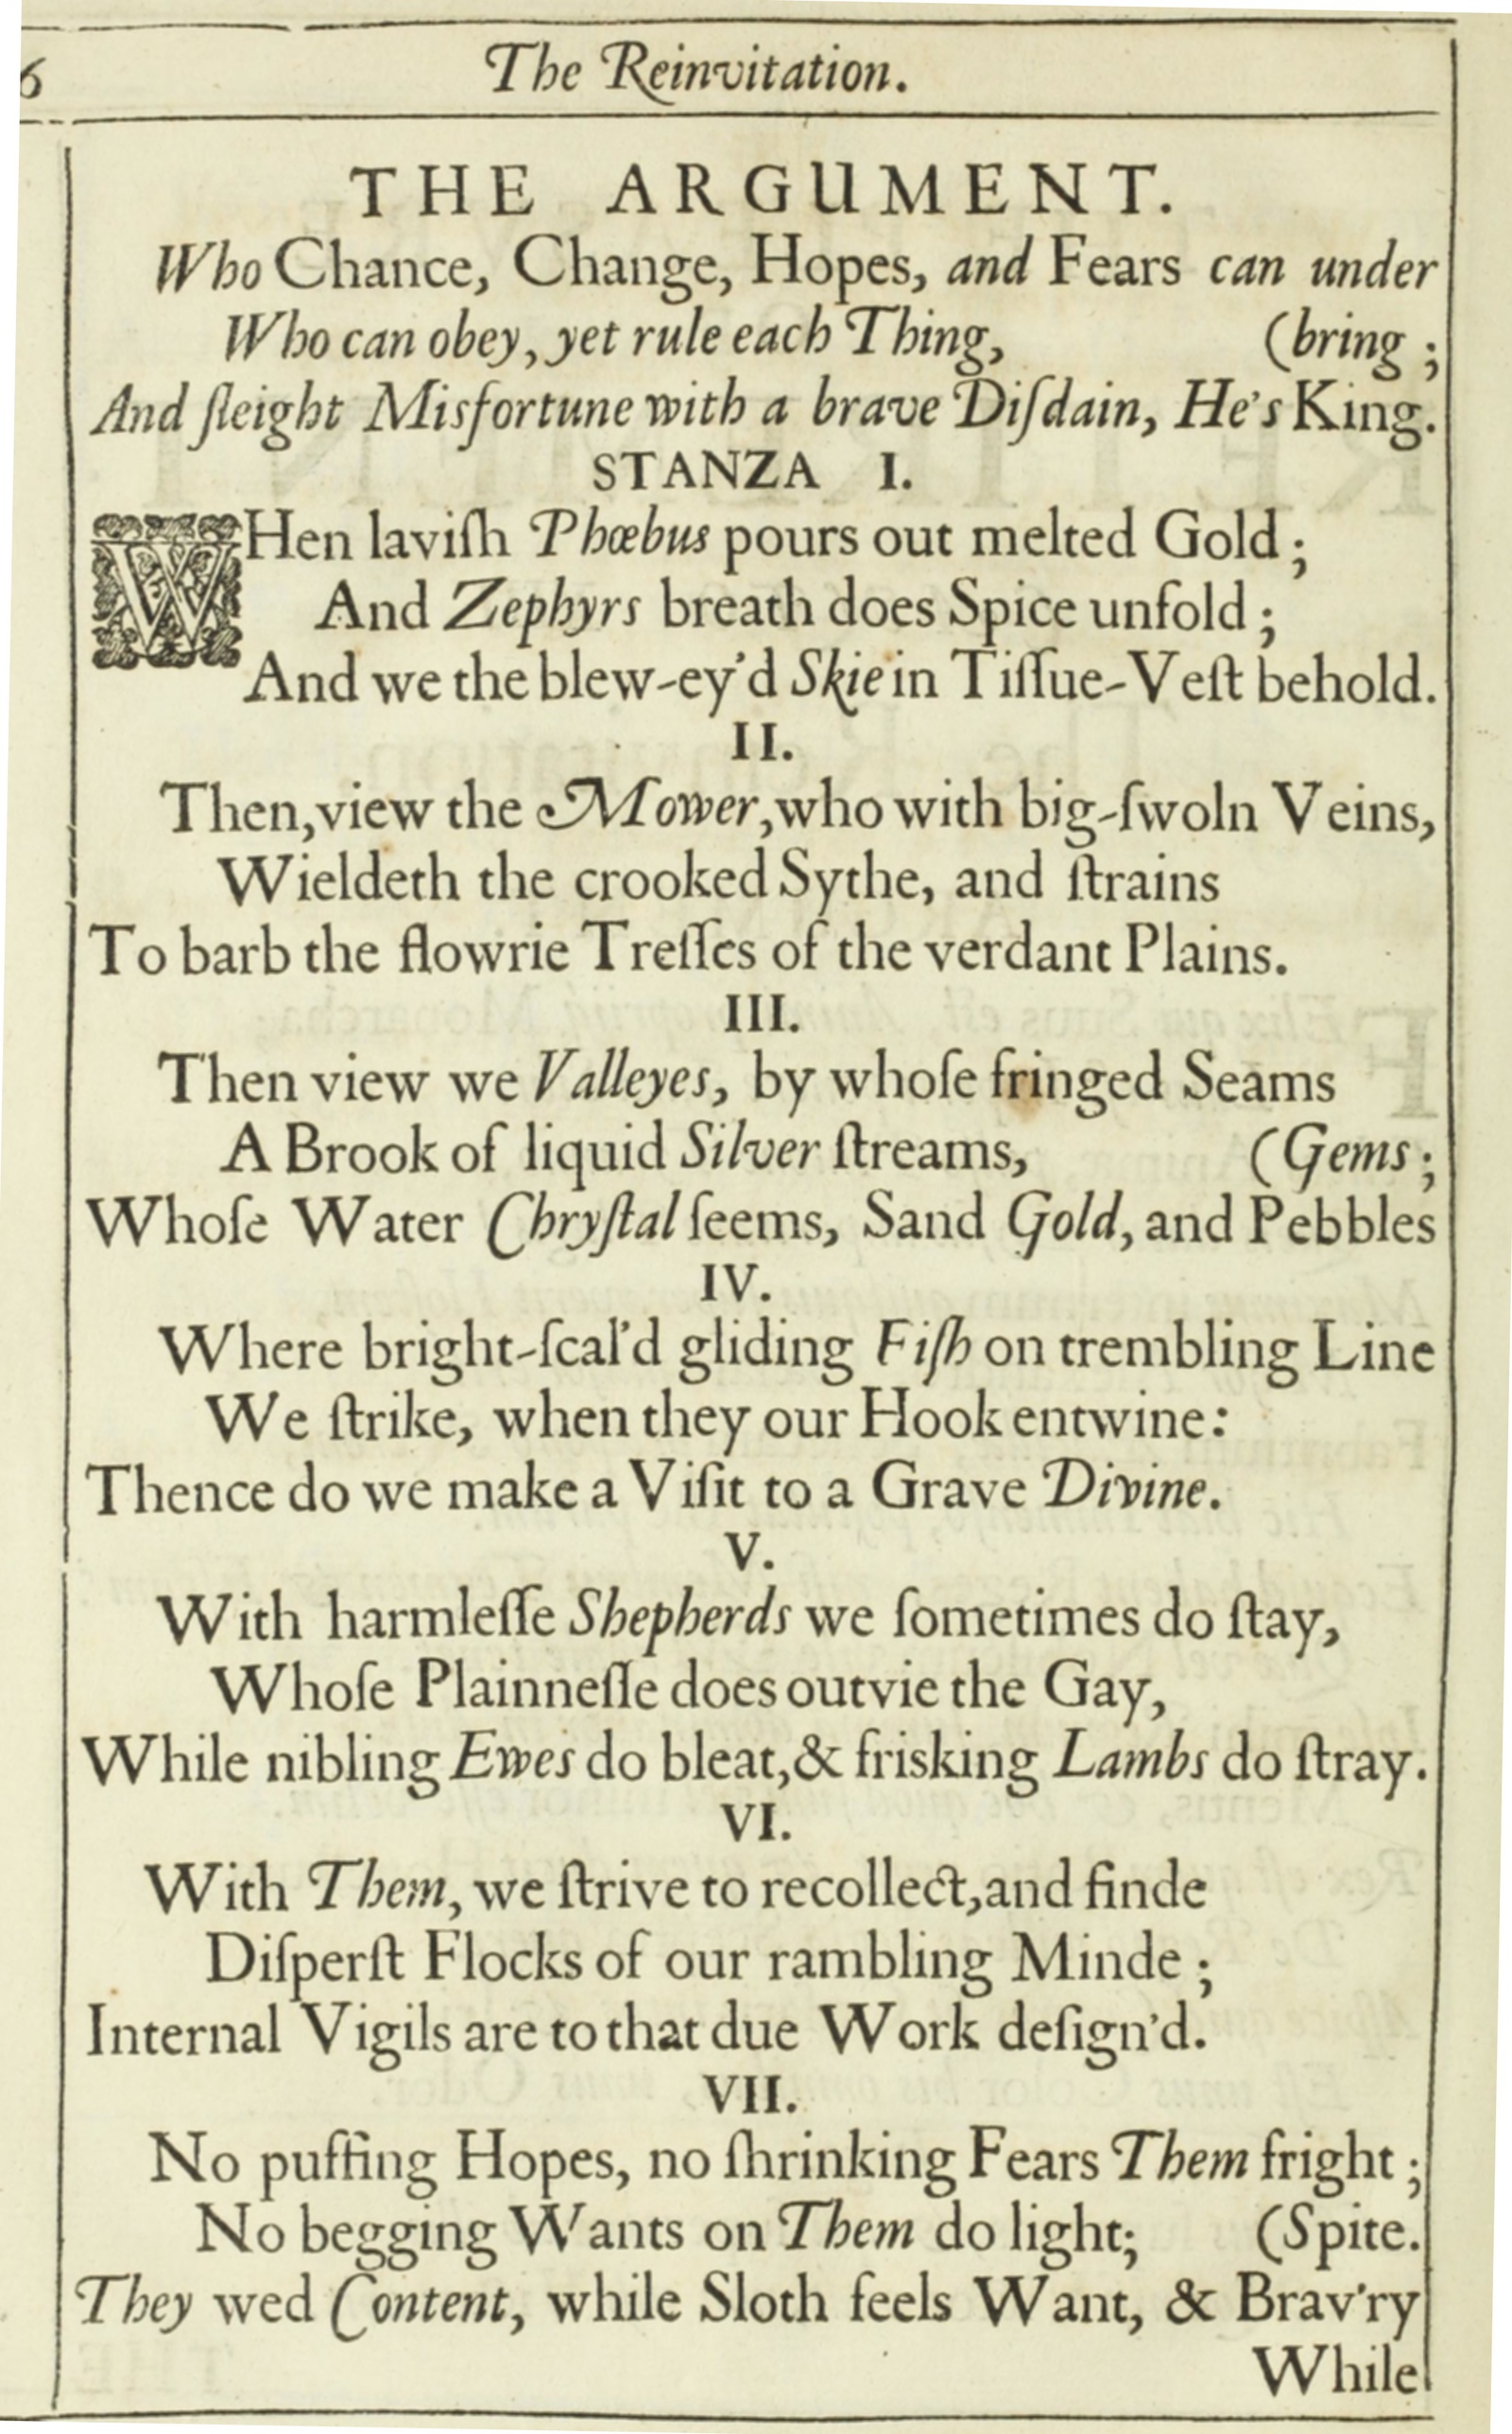 6
The Reinvitation.
THE ARGUMENT.
Who Chance, Change, Hopes, and Fears can under
Who can obey, yet rule each Thing, (bring ;
And ſleight Misfortune with a brave Diſdain, He's King.
STANZA I.
WHen laviſh Phœbus pours out melted Gold ;
And Zephyrs breath does Spice unfold ;
And we the blew-ey'd Skie in Tiſſue-Veſt behold.
II.
Then, view the Mower, who with big-ſwoln Veins,
Wieldeth the crooked Sythe, and ſtrains
To barb the flowrie Treſſes of the verdant Plains.
III.
Then view we Valleyes, by whoſe fringed Seams
A Brook of liquid Silver ſtreams, (Gems ;
Whoſe Water Chryſtal ſeems, Sand Gold, and Pebbles
IV.
Where bright-ſcal'd gliding Fiſh on trembling Line
We ſtrike, when they our Hook entwine :
Thence do we make a Viſit to a Grave Divine.
V.
With harmleſſe Shepherds we ſometimes do ſtay,
Whoſe Plainneſſe does outvie the Gay,
While nibling Ewes do bleat, & frisking Lambs do ſtray.
VI.
With Them, we ſtrive to recollect, and finde
Diſperſt Flocks of our rambling Minde ;
Internal Vigils are to that due Work deſign'd.
VII.
No puffing Hopes, no ſhrinking Fears Them fright ;
No begging Wants on Them do light; (Spite.
They wed Content, while Sloth feels Want, & Brav'ry
While